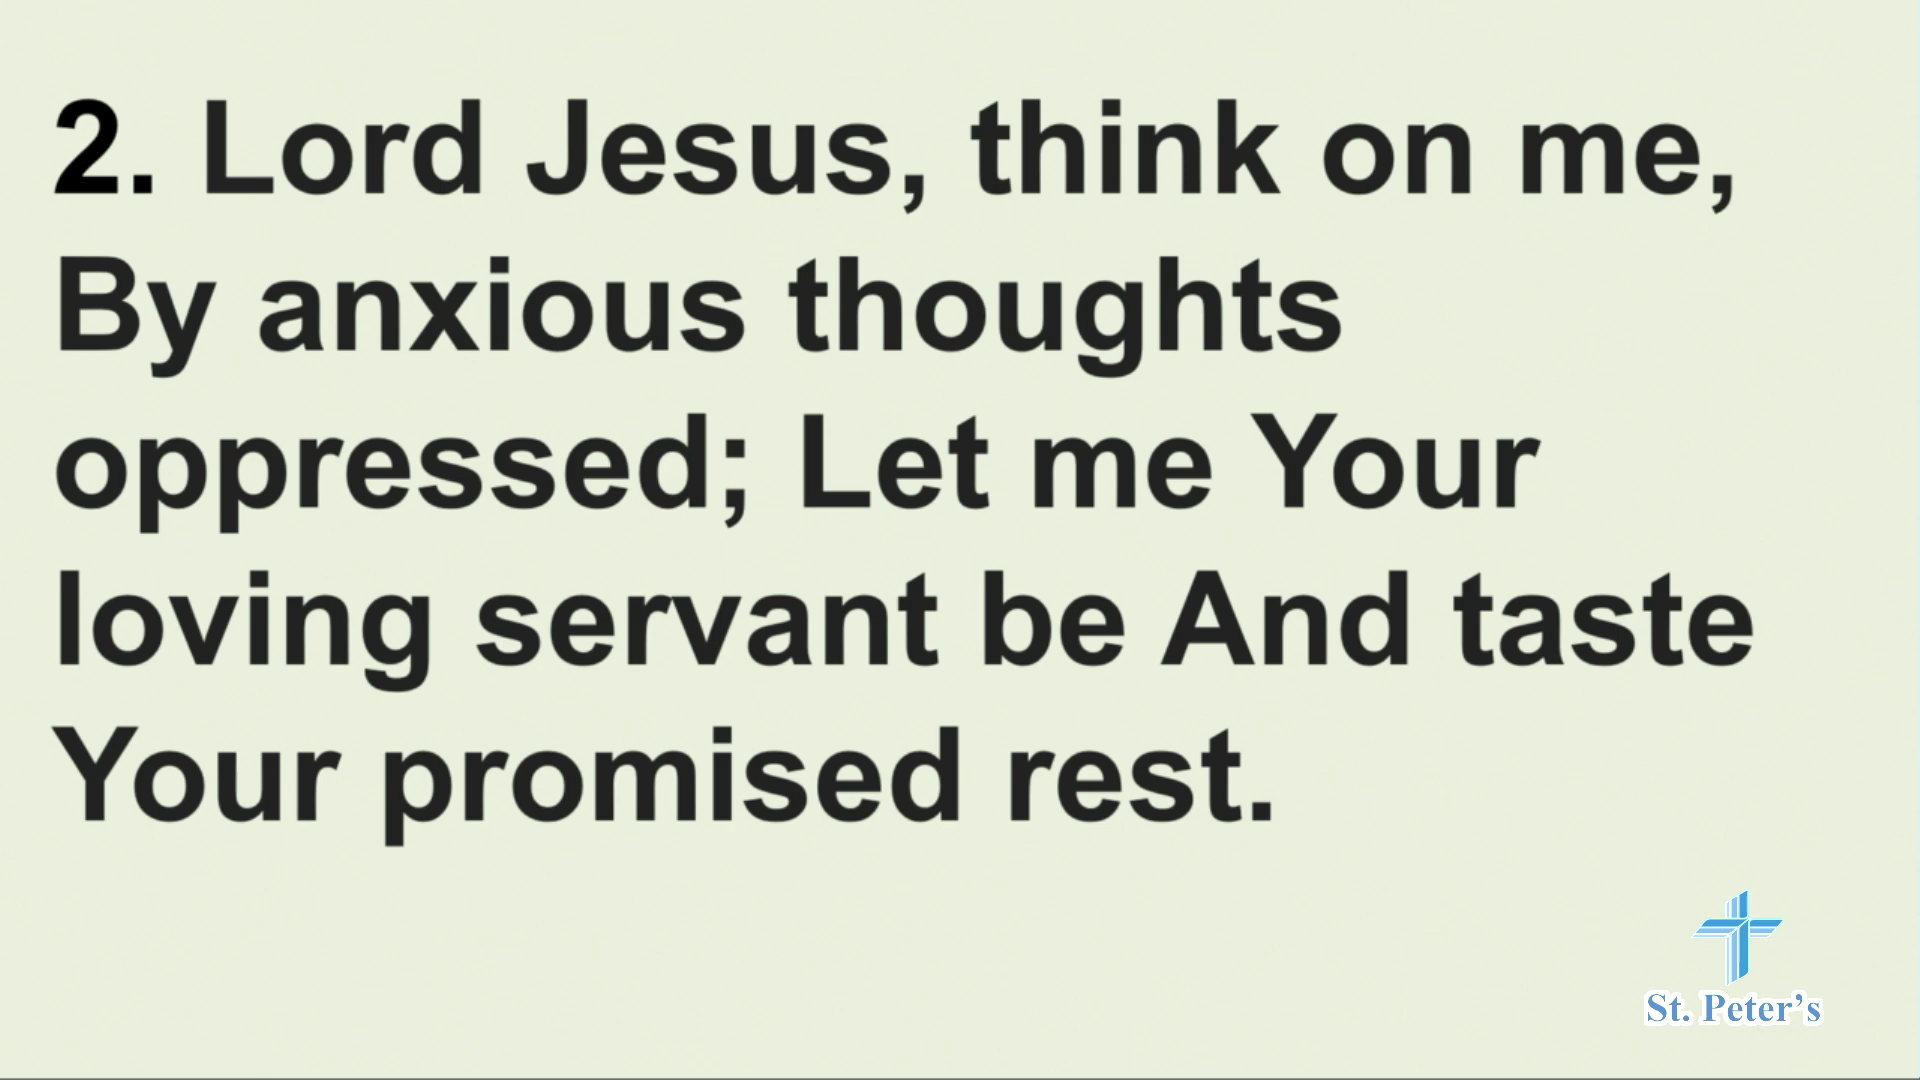 2. Lord Jesus, think on me,
By anxious thoughts
oppressed; Let me Your
loving servant be And taste
Your promised rest.
St. Peter's